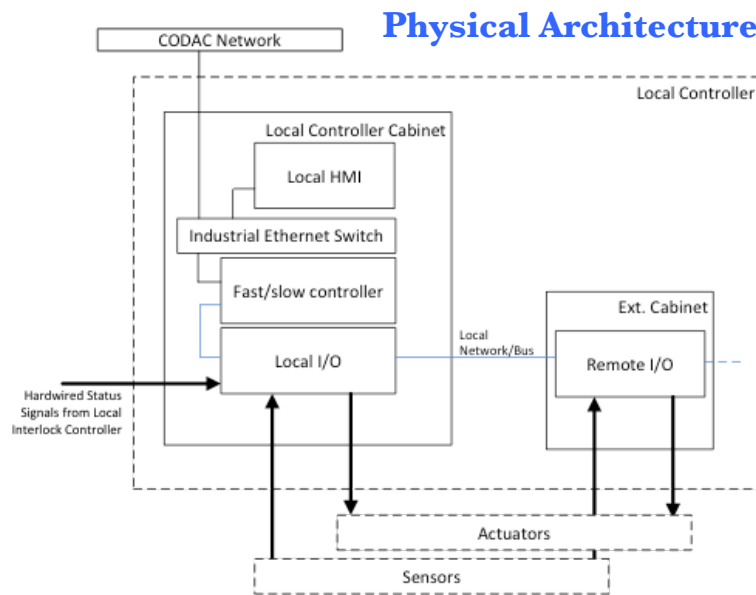 Physical Architecture
CODAC Network
Local Controller
Local Controller Cabinet
Local HMI
Industrial Ethernet Switch
Fast/slow controller
Ext. Cabinet
Local
Network/Bus
Local I/O
Remote I/O
Hardwired Status
Signals from Local
Interlock Controller
Actuators
Sensors